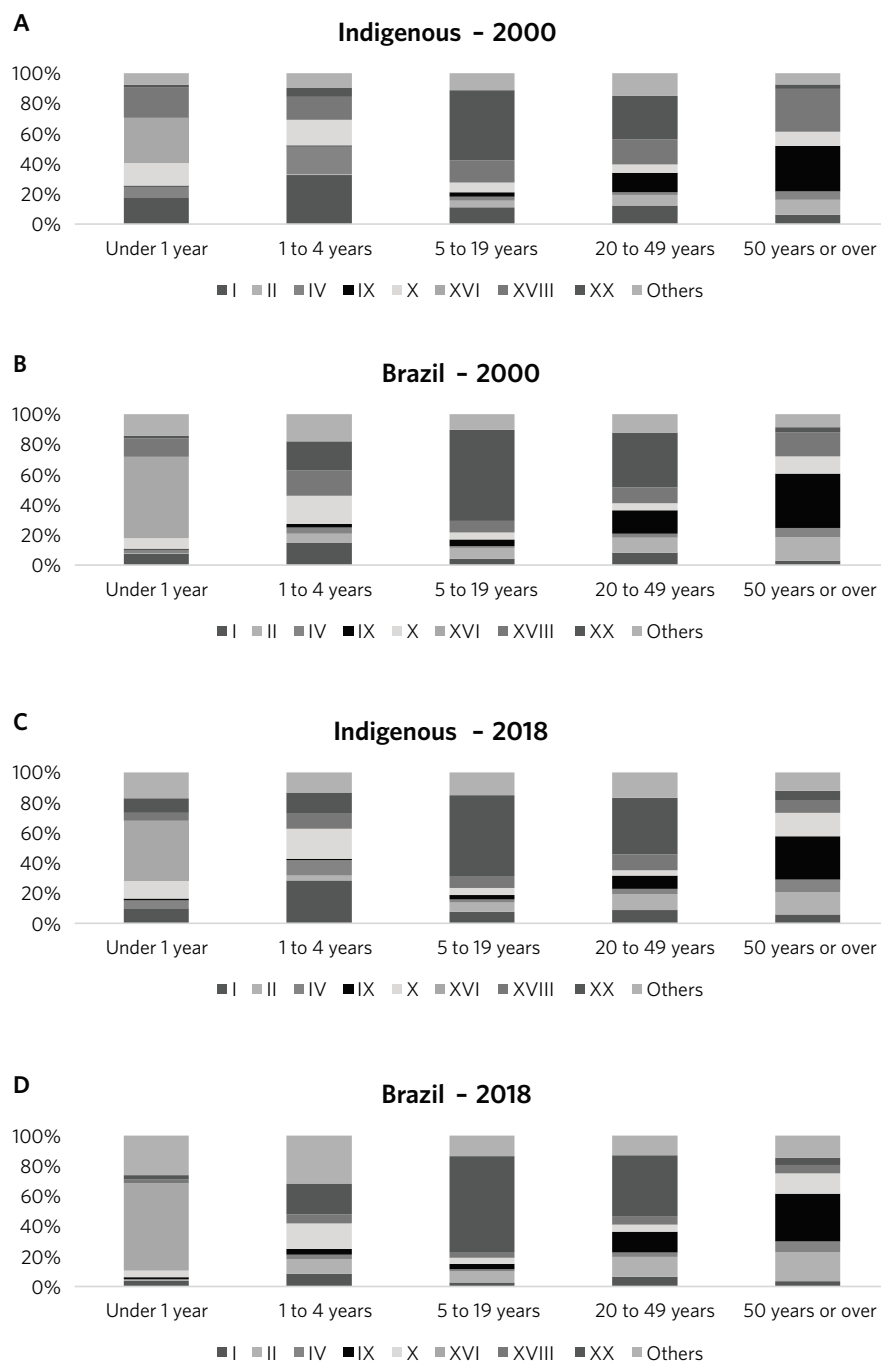 A
Indigenous – 2000
100%
80%
60%
40%
20%
0%
Under 1 year 1 to 4 years 5 to 19 years 20 to 49 years 50 years or over
I II IV IX X XVI XVIII XX Others
B
Brazil – 2000
100%
80%
60%
40%
20%
0%
Under 1 year 1 to 4 years 5 to 19 years 20 to 49 years 50 years or over
I II IV IX X XVI XVIII XX Others
C
Indigenous – 2018
100%
80%
60%
40%
20%
0%
Under 1 year 1 to 4 years 5 to 19 years 20 to 49 years 50 years or over
I II IV IX X XVI XVIII XX Others
D
Brazil – 2018
100%
80%
60%
40%
20%
0%
Under 1 year 1 to 4 years 5 to 19 years 20 to 49 years 50 years or over
I II IV IX X XVI XVIII XX Others